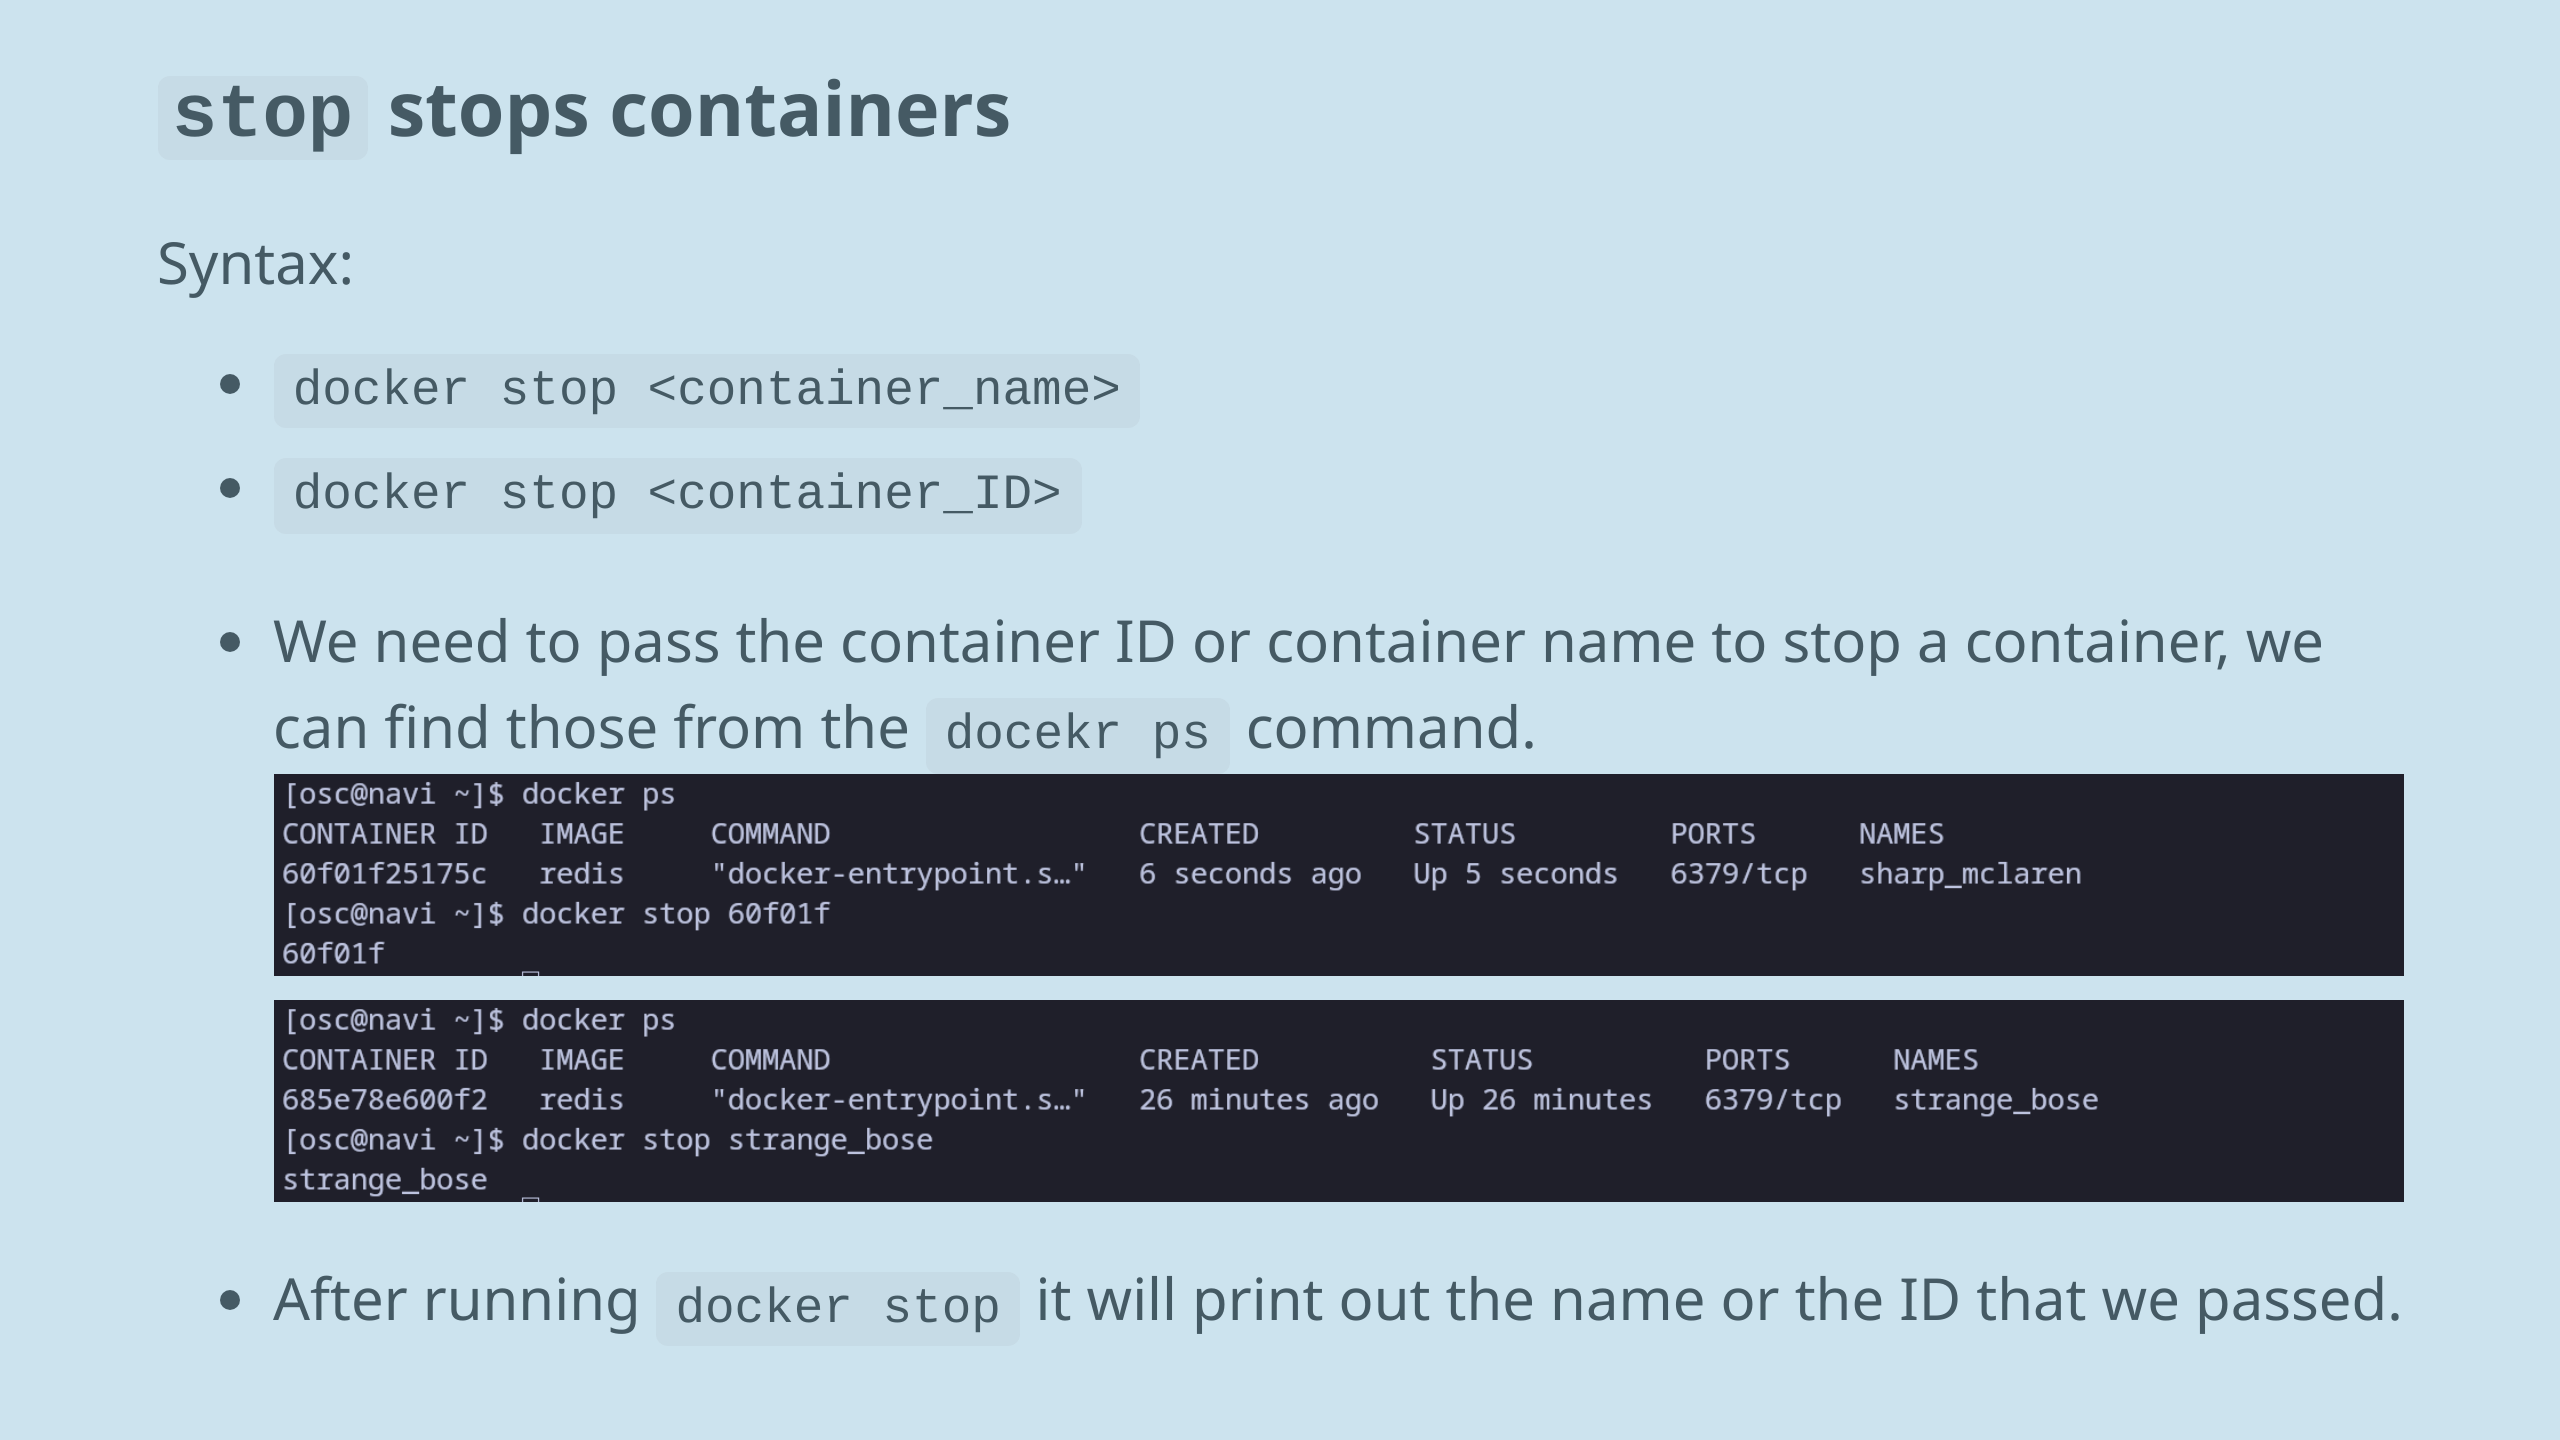 stop stops containers
Syntax:
docker stop <container_name>
docker stop <container_ID>
We need to pass the container ID or container name to stop a container, we
can find those from the docekr ps command.
[osc@navi ~]$ docker ps
CONTAINER ID   IMAGE     COMMAND                  CREATED         STATUS         PORTS      NAMES
60f01f25175c   redis     "docker-entrypoint.s…"   6 seconds ago   Up 5 seconds   6379/tcp   sharp_mclaren
[osc@navi ~]$ docker stop 60f01f
60f01f
[osc@navi ~]$ docker ps
CONTAINER ID   IMAGE     COMMAND                  CREATED          STATUS          PORTS      NAMES
685e78e600f2   redis     "docker-entrypoint.s…"   26 minutes ago   Up 26 minutes   6379/tcp   strange_bose
[osc@navi ~]$ docker stop strange_bose
strange_bose
After running docker stop it will print out the name or the ID that we passed.